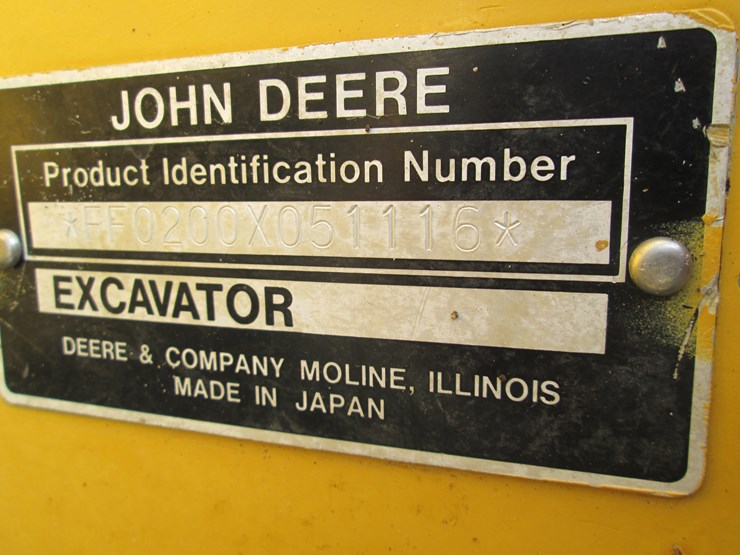 JOHN DEERE
Product Identification Number
*FF0200X051116*
EXCAVATOR
DEERE & COMPANY MOLINE, ILLINOIS
MADE IN JAPAN